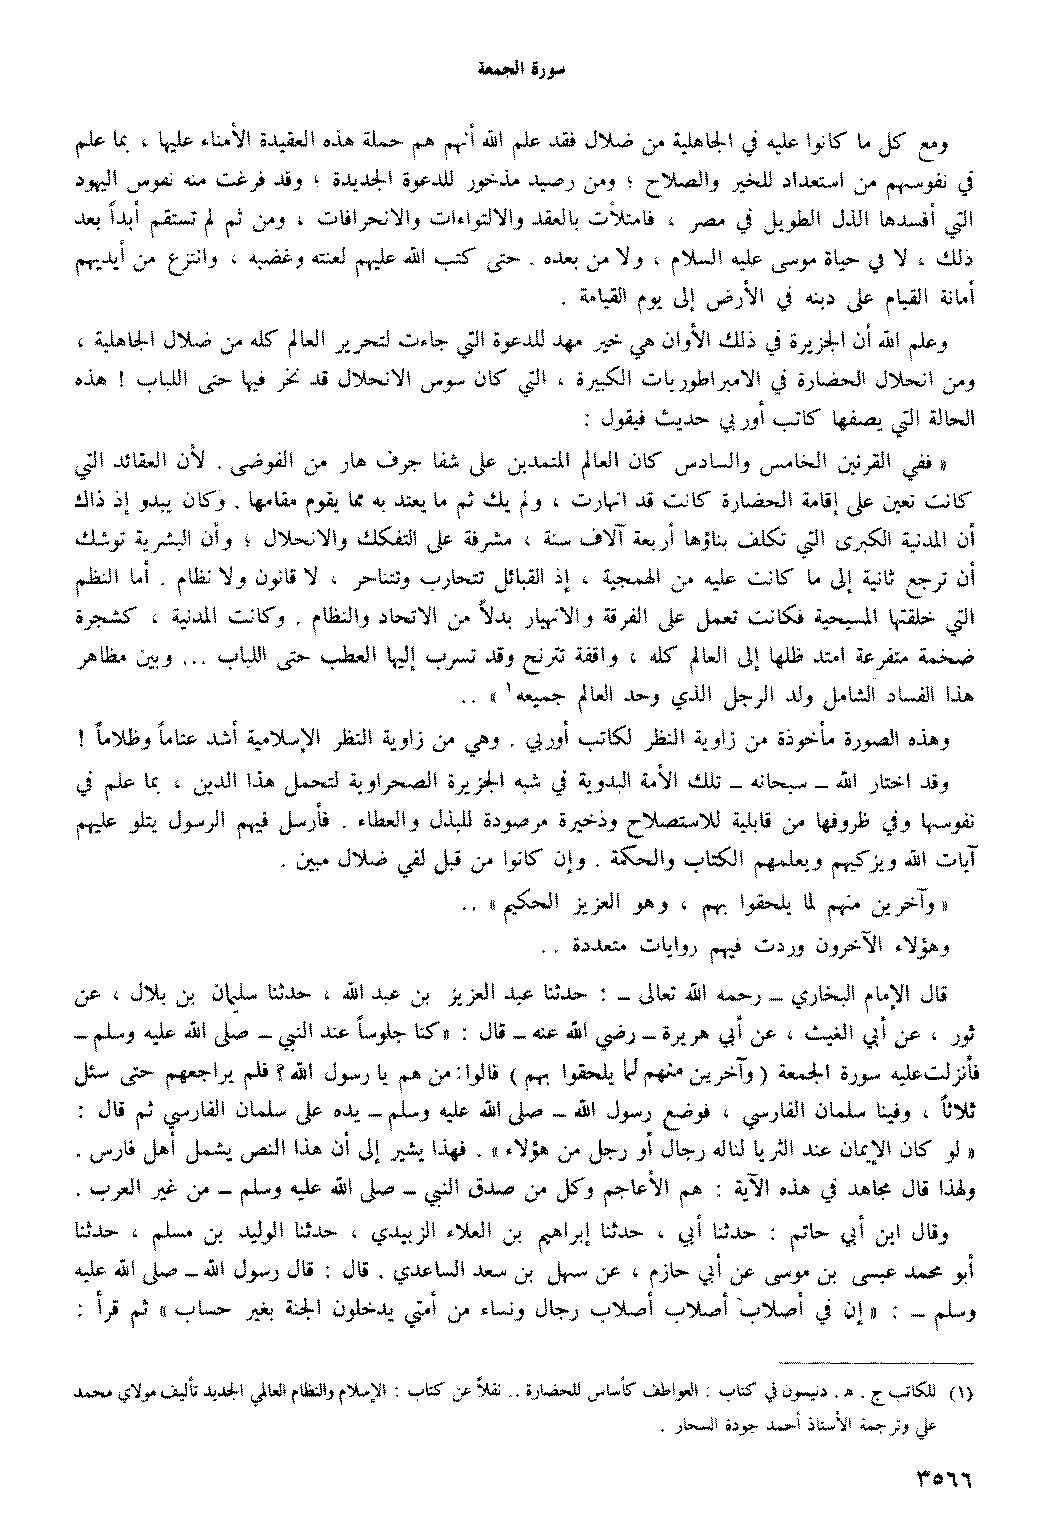 سورة الجمعة
ومع كل ما كانوا عليه في الجاهلية من ضلال فقد علم الله أنهم هم حملة هذه العقيدة الأمناء عليها ، بما علم
في نفوسهم من استعداد للخير والصلاح ؛ ومن رصيد مذخور للدعوة الجديدة ؛ وقد فرغت منه نفوس اليهود
التي أفسدها الذل الطويل في مصر ، فامتلأت بالعقد والالتواءات والانحرافات ، ومن ثم لم تستقم أبداً بعد
ذلك ، لا في حياة موسى عليه السلام ، ولا من بعده . حتى كتب الله عليهم لعنته وغضبه ، وانتزع من أيديهم
أمانة القيام على دينه في الأرض إلى يوم القيامة .
وعلم الله أن الجزيرة في ذلك الأوان هي خير مهد للدعوة التي جاءت لتحرير العالم كله من ضلال الجاهلية ،
ومن انحلال الحضارة في الامبراطوريات الكبيرة ، التي كان سوس الانحلال قد نخر فيها حتى اللباب ! هذه
الحالة التي يصفها كاتب أوربي حديث فيقول :
« ففي القرنين الخامس والسادس كان العالم المتمدين على شفا جرف هار من الفوضى . لأن العقائد التي
كانت تعين على إقامة الحضارة كانت قد انهارت ، ولم يك ثم ما يعتد به مما يقوم مقامها . وكان يبدو إذ ذاك
أن المدنية الكبرى التي تكلف بناؤها أربعة آلاف سنة ، مشرفة على التفكك والانحلال ؛ وأن البشرية توشك
أن ترجع ثانية إلى ما كانت عليه من الهمجية ، إذ القبائل تتحارب وتتناحر ، لا قانون ولا نظام . أما النظم
التي خلقتها المسيحية فكانت تعمل على الفرقة والانهيار بدلاً من الاتحاد والنظام . وكانت المدنية ، كشجرة
ضخمة متفرعة امتد ظلها إلى العالم كله ، واقفة تترنح وقد تسرب إليها العطب حتى اللباب ... وبين مظاهر
هذا الفساد الشامل ولد الرجل الذي وحد العالم جميعه ١ » ..
وهذه الصورة مأخوذة من زاوية النظر لكاتب أوربي . وهي من زاوية النظر الإسلامية أشد عتاماً وظلاماً !
وقد اختار الله – سبحانه – تلك الأمة البدوية في شبه الجزيرة الصحراوية لتحمل هذا الدين ، بما علم في
نفوسها وفي ظروفها من قابلية للاستصلاح وذخيرة مرصودة للبذل والعطاء . فأرسل فيهم الرسول يتلو عليهم
آيات الله ويزكيهم ويعلمهم الكتاب والحكمة . وإن كانوا من قبل لفي ضلال مبين .
« وآخرين منهم لما يلحقوا بهم ، وهو العزيز الحكيم » ..
وهؤلاء الآخرون وردت فيهم روايات متعددة ..
قال الإمام البخاري – رحمه الله تعالى – : حدثنا عبد العزيز بن عبد الله ، حدثنا سليمان بن بلال ، عن
ثور ، عن أبي الغيث ، عن أبي هريرة – رضي الله عنه – قال : «كنا جلوساً عند النبي – صلى الله عليه وسلم –
فأنزلت عليه سورة الجمعة ( وآخرين منهم لما يلحقوا بهم ) قالوا : من هم يا رسول الله ؟ فلم يراجعهم حتى سئل
ثلاثاً ، وفينا سلمان الفارسي ، فوضع رسول الله – صلى الله عليه وسلم – يده على سلمان الفارسي ثم قال :
« لو كان الإيمان عند الثريا لناله رجال أو رجل من هؤلاء » . فهذا يشير إلى أن هذا النص يشمل أهل فارس .
ولهذا قال مجاهد في هذه الآية : هم الأعاجم وكل من صدق النبي – صلى الله عليه وسلم – من غير العرب .
وقال ابن أبي حاتم : حدثنا أبي ، حدثنا إبراهيم بن العلاء الزبيدي ، حدثنا الوليد بن مسلم ، حدثنا
أبو محمد عيسى بن موسى عن أبي حازم ، عن سهل بن سعد الساعدي . قال : قال رسول الله – صلى الله عليه
وسلم – : « إن في أصلاب أصلاب أصلاب رجال ونساء من أمتي يدخلون الجنة بغير حساب » ثم قرأ :
(١) للكاتب ج . ه . دنيسون في كتاب : العواطف كأساس للحضارة .. نقلاً عن كتاب : الإسلام والنظام العالمي الجديد تأليف مولاي محمد
علي وترجمة الأستاذ أحمد جودة السحار .
٣٥٦٦